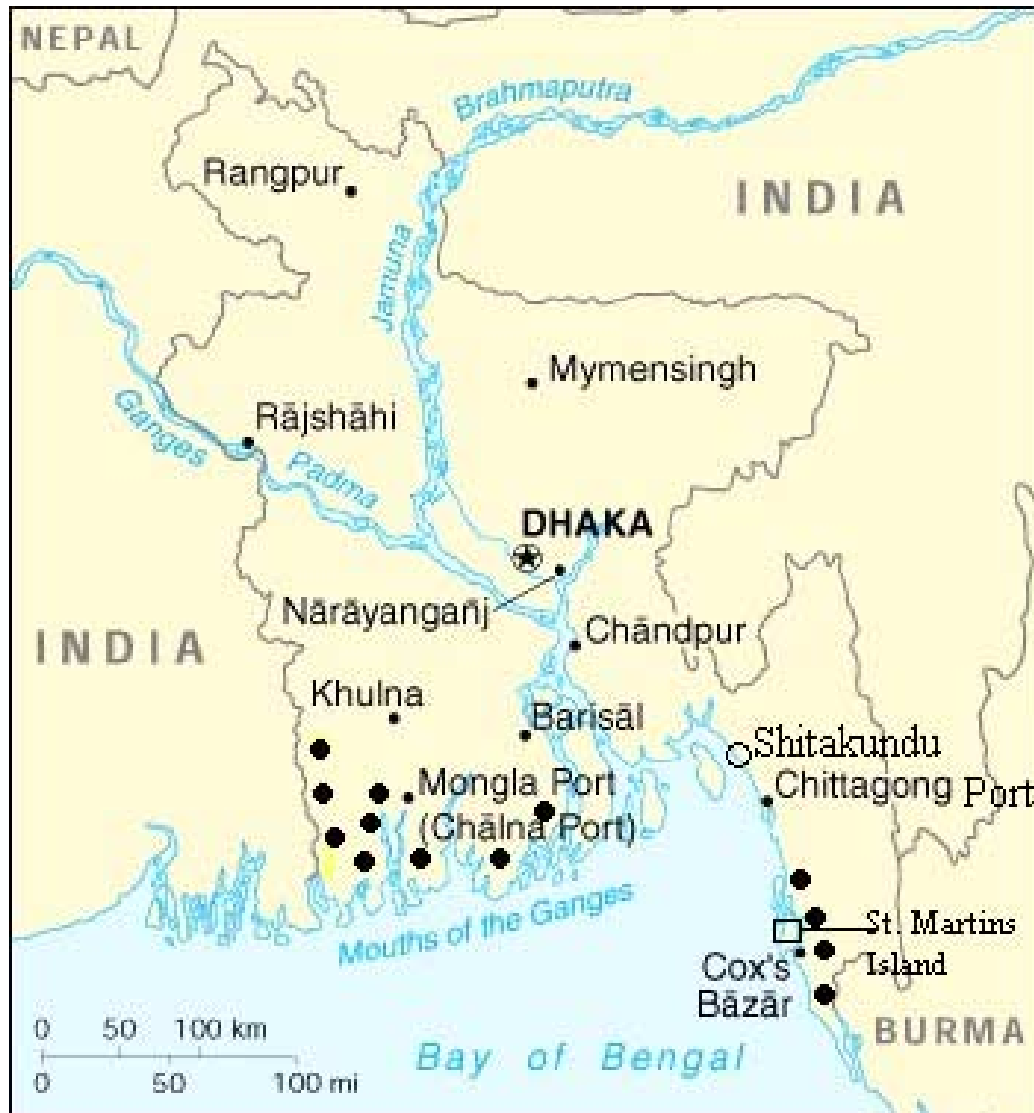 NEPAL
Brahmaputra
Rangpur
INDIA
Jamuna
Mymensingh
Ganges
Rājshāhi
Padma
DHAKA
Nārāyangañj
Chāndpur
INDIA
Khulna
Barisāl
Shitakundu
Mongla Port
(Chālna Port)
Chittagong Port
Mouths of the Ganges
St. Martins
Island
Cox's
Bāzār
BURMA
Bay of Bengal
0 50 100 km
0 50 100 mi